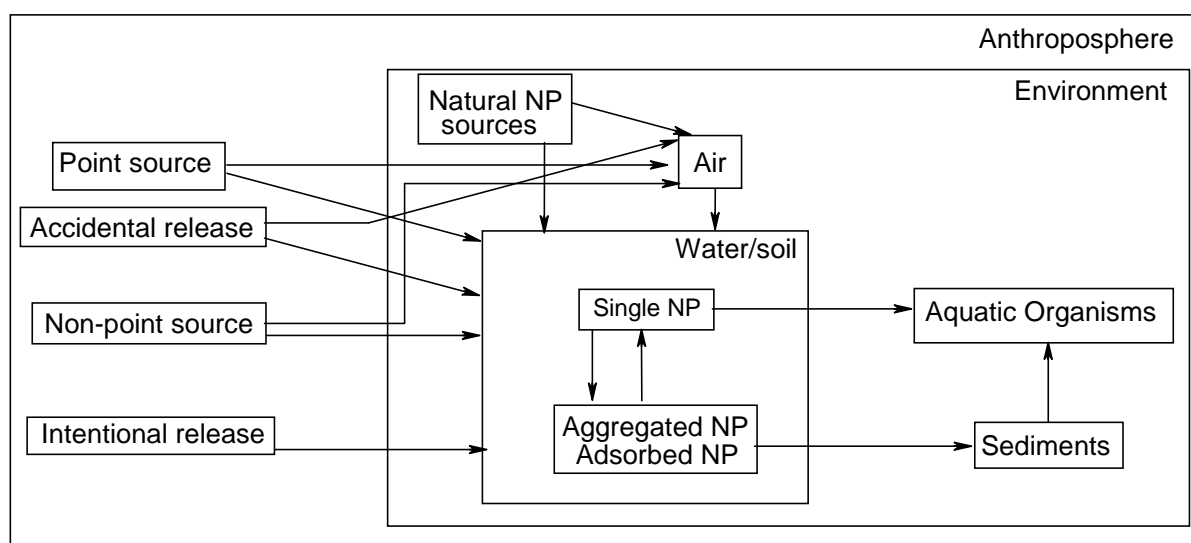 Anthroposphere
Environment
Natural NP
sources
Point source
Air
Accidental release
Water/soil
Single NP
Aquatic Organisms
Non-point source
Intentional release
Aggregated NP
Adsorbed NP
Sediments